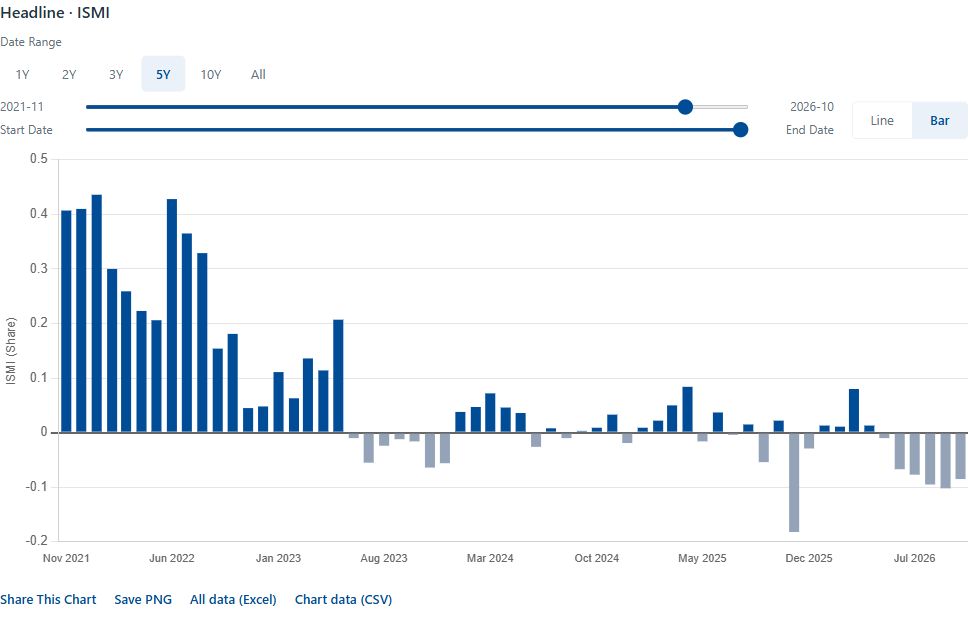 Headline · ISMI
Date Range
1Y 2Y 3Y 5Y 10Y All
2021-11 2026-10
Start Date End Date
Line Bar
0.5
0.4
0.3
0.2
0.1
0
-0.1
-0.2
ISMI (Share)
Nov 2021 Jun 2022 Jan 2023 Aug 2023 Mar 2024 Oct 2024 May 2025 Dec 2025 Jul 2026
Share This Chart Save PNG All data (Excel) Chart data (CSV)